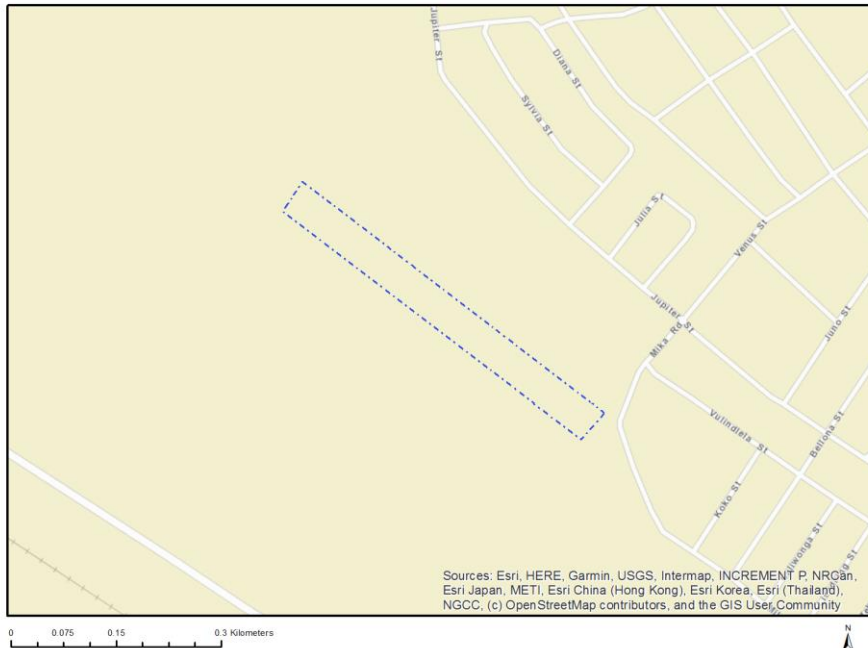 Jupiter St
Diana St
Sylvia St
Julia St
Venus St
Jupiter St
Mika Rd
Juno St
Vulindlela St
Bellona St
Koko St
Sources: Esri, HERE, Garmin, USGS, Intermap, INCREMENT P, NRCan,
Esri Japan, METI, Esri China (Hong Kong), Esri Korea, Esri (Thailand),
NGCC, (c) OpenStreetMap contributors, and the GIS User Community
0 0.075 0.15 0.3 Kilometers
N